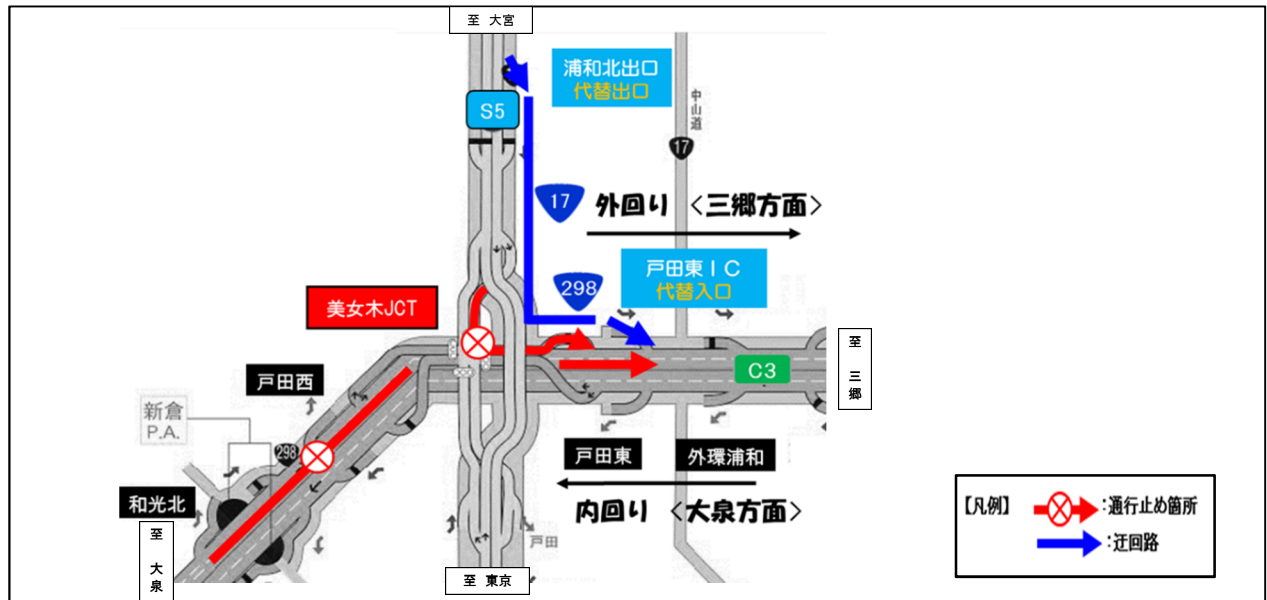 至 大宮
浦和北出口
代替出口
S5
中山道
17
17
外回り <三郷方面>
戸田東IC
代替入口
298
美女木JCT
至 三郷
C3
戸田西
新倉
P.A.
298
戸田東
外環浦和
和光北
内回り <大泉方面>
戸田
至 大泉
至 東京
【凡例】
:通行止め箇所
:迂回路